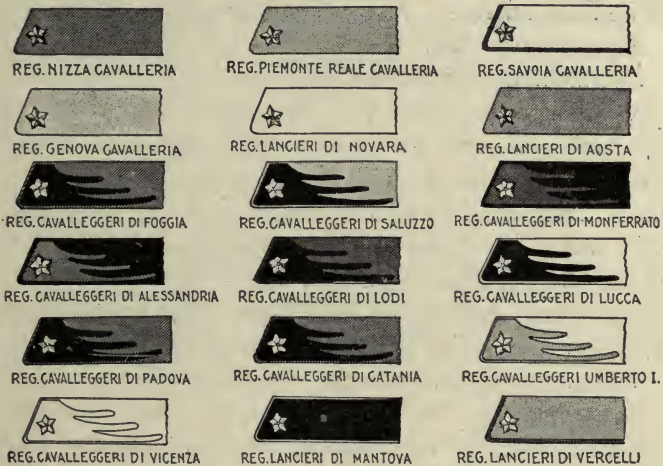 REG. NIZZA CAVALLERIA
REG. PIEMONTE REALE CAVALLERIA
REG. SAVOIA CAVALLERIA
REG. GENOVA CAVALLERIA
REG. LANCIERI DI NOVARA
REG. LANCIERI DI AOSTA
REG. CAVALLEGGERI DI FOGGIA
REG. CAVALLEGGERI DI SALUZZO
REG. CAVALLEGGERI DI MONFERRATO
REG. CAVALLEGGERI DI ALESSANDRIA
REG. CAVALLEGGERI DI LODI
REG. CAVALLEGGERI DI LUCCA
REG. CAVALLEGGERI DI PADOVA
REG. CAVALLEGGERI DI CATANIA
REG. CAVALLEGGERI UMBERTO I.
REG. CAVALLEGGERI DI VICENZA
REG. LANCIERI DI MANTOVA
REG. LANCIERI DI VERCELLI